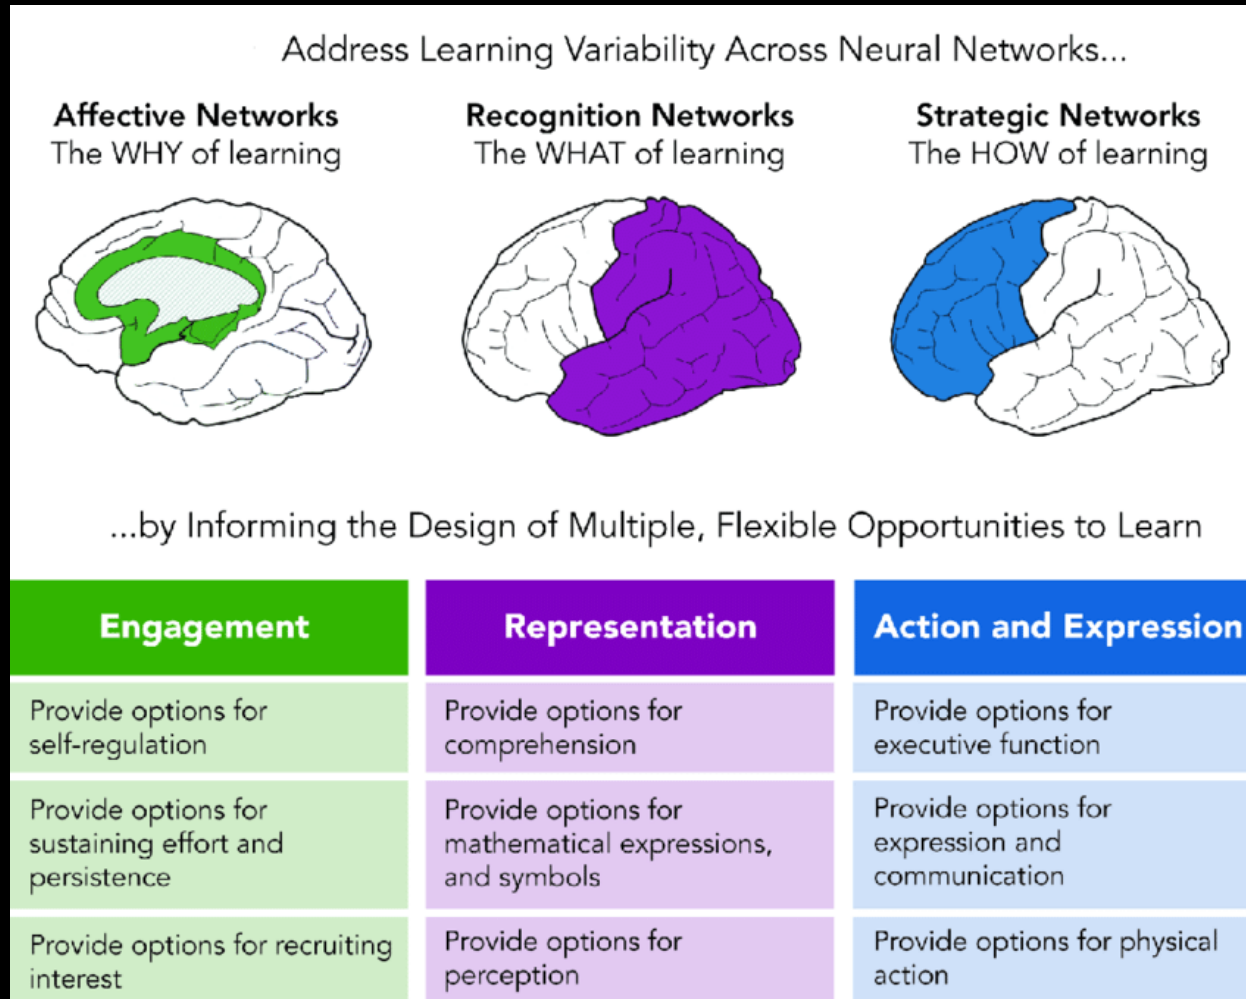 Address Learning Variability Across Neural Networks...
Affective Networks
The WHY of learning
Recognition Networks
The WHAT of learning
Strategic Networks
The HOW of learning
...by Informing the Design of Multiple, Flexible Opportunities to Learn
Engagement
Representation
Action and Expression
Provide options for
self-regulation
Provide options for
comprehension
Provide options for
executive function
Provide options for
sustaining effort and
persistence
Provide options for
mathematical expressions,
and symbols
Provide options for
expression and
communication
Provide options for recruiting
interest
Provide options for
perception
Provide options for physical
action